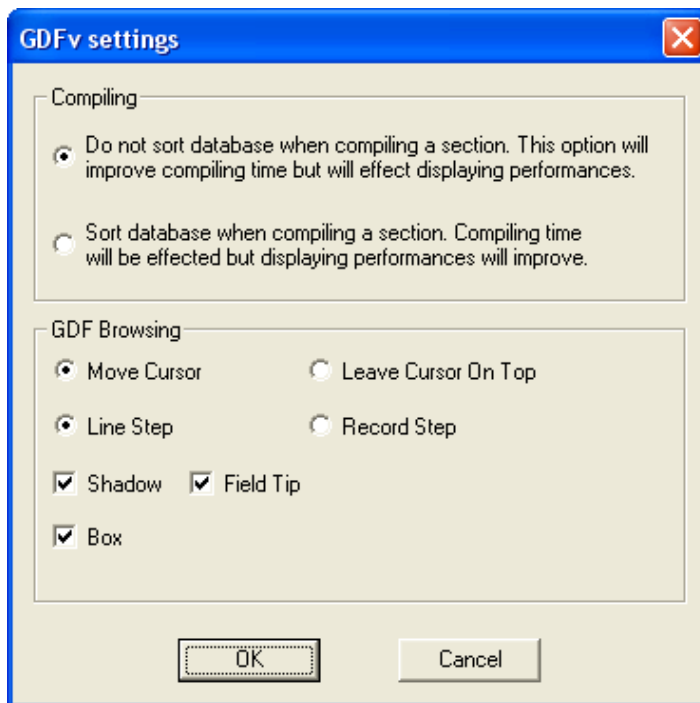 GDFv settings
Compiling
Do not sort database when compiling a section. This option will
improve compiling time but will effect displaying performances.
Sort database when compiling a section. Compiling time
will be effected but displaying performances will improve.
GDF Browsing
Move Cursor Leave Cursor On Top
Line Step Record Step
Shadow Field Tip
Box
OK Cancel